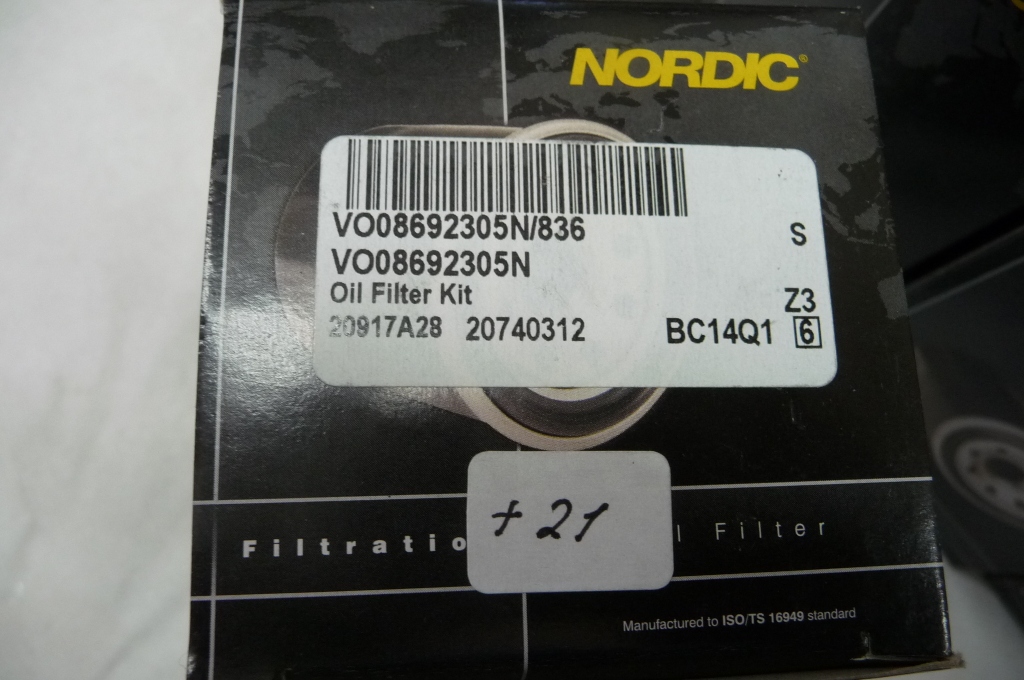 NORDIC®
VO08692305N/836
S
VO08692305N
Oil Filter Kit
Z3
20917A28 20740312 BC14Q1 6
+ 21
Filter
Manufactured to ISO/TS 16949 standard